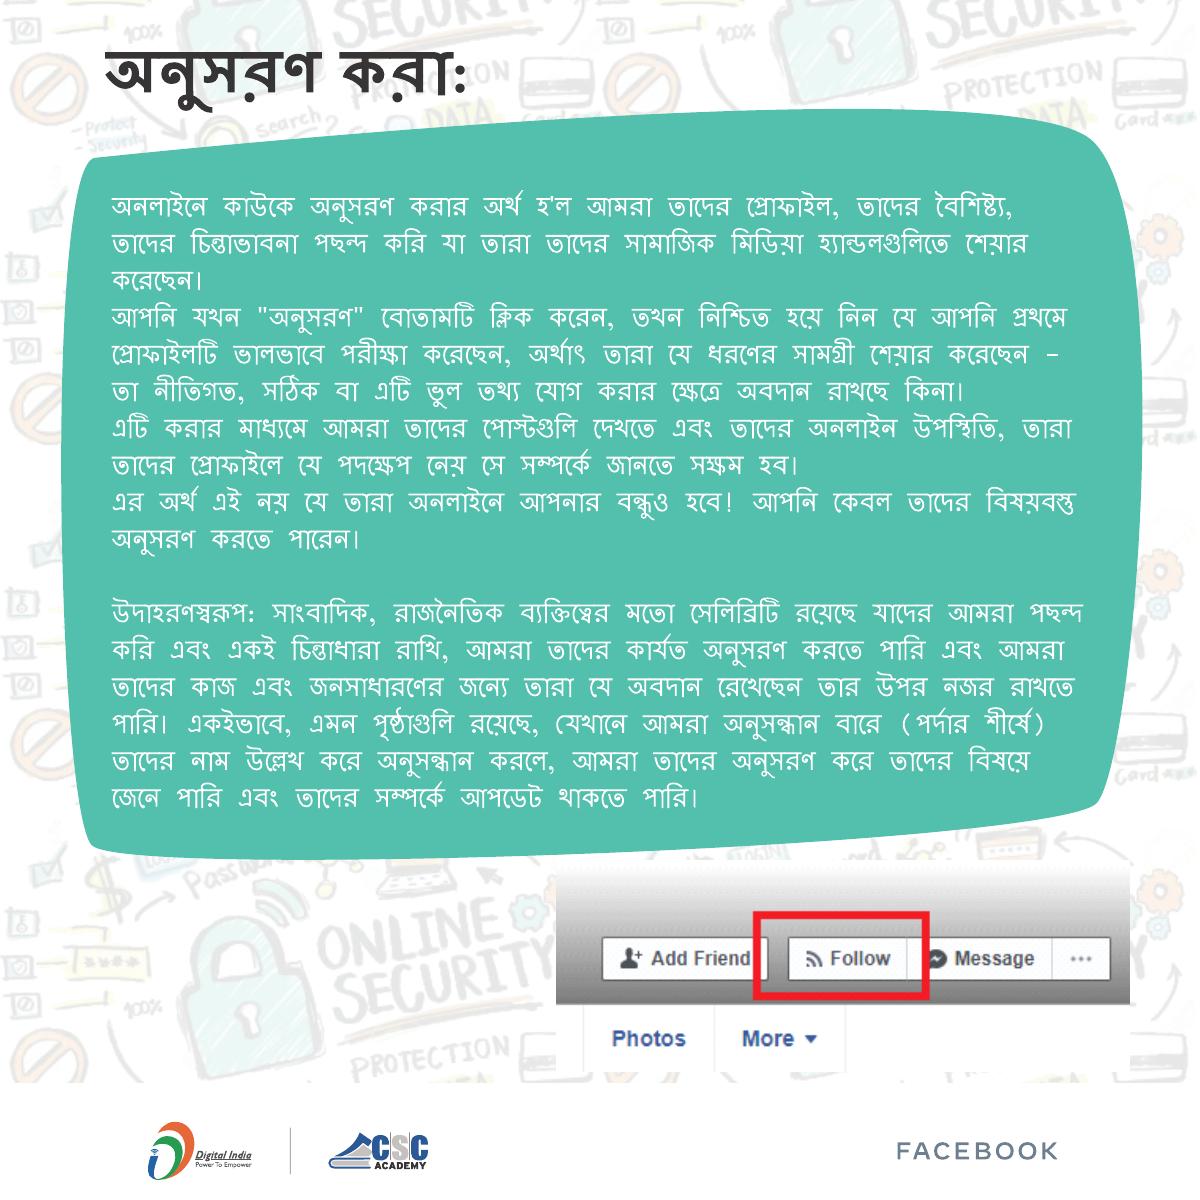 অনুসরণ করা:
অনলাইনে কাউকে অনুসরণ করার অর্থ হ'ল আমরা তাদের প্রোফাইল, তাদের বৈশিষ্ট্য,
তাদের চিন্তাভাবনা পছন্দ করি যা তারা তাদের সামাজিক মিডিয়া হ্যান্ডলগুলিতে শেয়ার
করেছেন।
আপনি যখন "অনুসরণ" বোতামটি ক্লিক করেন, তখন নিশ্চিত হয়ে নিন যে আপনি প্রথমে
প্রোফাইলটি ভালভাবে পরীক্ষা করেছেন, অর্থাৎ তারা যে ধরণের সামগ্রী শেয়ার করেছেন –
তা নীতিগত, সঠিক বা এটি ভুল তথ্য যোগ করার ক্ষেত্রে অবদান রাখছে কিনা।
এটি করার মাধ্যমে আমরা তাদের পোস্টগুলি দেখতে এবং তাদের অনলাইন উপস্থিতি, তারা
তাদের প্রোফাইলে যে পদক্ষেপ নেয় সে সম্পর্কে জানতে সক্ষম হব।
এর অর্থ এই নয় যে তারা অনলাইনে আপনার বন্ধুও হবে! আপনি কেবল তাদের বিষয়বস্তু
অনুসরণ করতে পারেন।
উদাহরণস্বরূপ: সাংবাদিক, রাজনৈতিক ব্যক্তিত্বের মতো সেলিব্রিটি রয়েছে যাদের আমরা পছন্দ
করি এবং একই চিন্তাধারা রাখি, আমরা তাদের কার্যত অনুসরণ করতে পারি এবং আমরা
তাদের কাজ এবং জনসাধারণের জন্যে তারা যে অবদান রেখেছেন তার উপর নজর রাখতে
পারি। একইভাবে, এমন পৃষ্ঠাগুলি রয়েছে, যেখানে আমরা অনুসন্ধান বারে (পর্দার শীর্ষে)
তাদের নাম উল্লেখ করে অনুসন্ধান করলে, আমরা তাদের অনুসরণ করে তাদের বিষয়ে
জেনে পারি এবং তাদের সম্পর্কে আপডেট থাকতে পারি।
Add Friend Follow Message ...
Photos More
ONLINE
SECURITY
PROTECTION
100%
Digital India
Power To Empower
CSC
ACADEMY
FACEBOOK